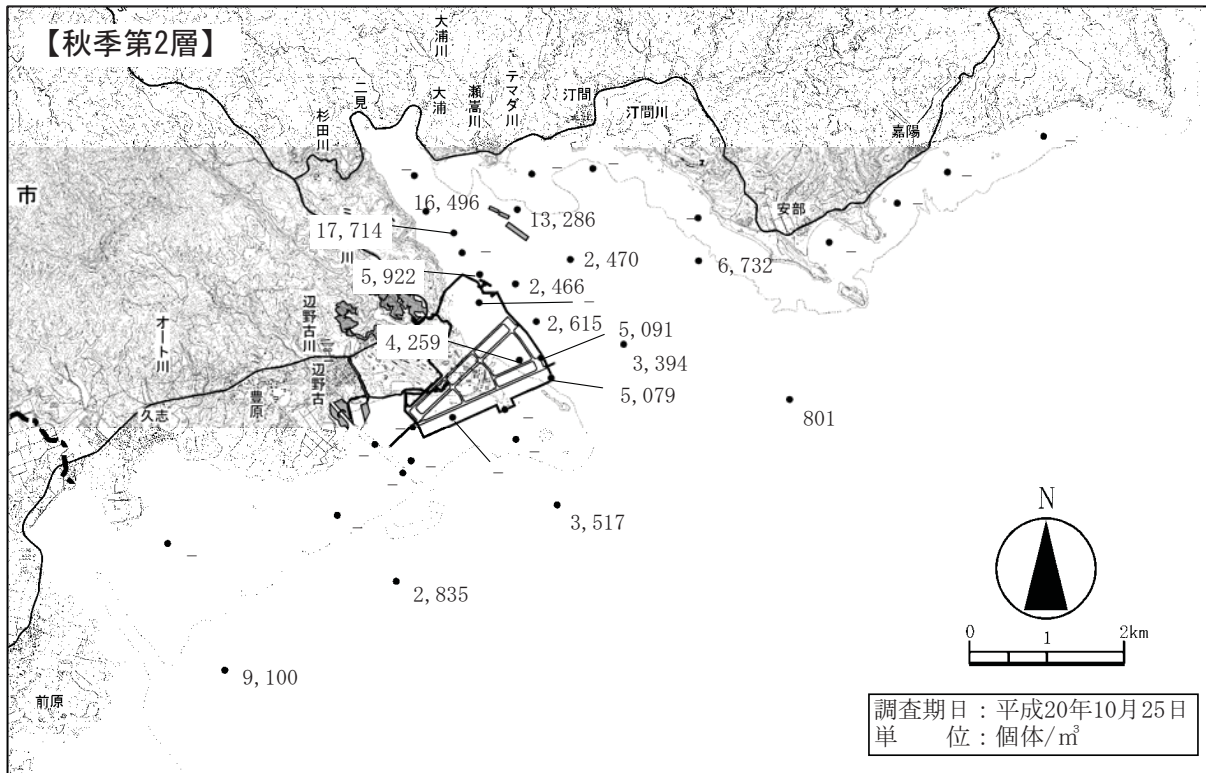 【秋季第2層】
大浦川
テマダ川
汀間
瀬嵩川
大浦
二見
杉田川
汀間川
嘉陽
市
安部
－
－
－
－
－
16,496
13,286
17,714
川
－
－
2,470
6,732
5,922
2,466
－
辺野古川
オート川
2,615
5,091
4,259
3,394
辺野古
豊原
5,079
久志
801
－
－
－
－
－
－
－
N
3,517
－
－
2,835
0
1
2km
9,100
前原
調査期日：平成20年10月25日
単　　位：個体/㎥